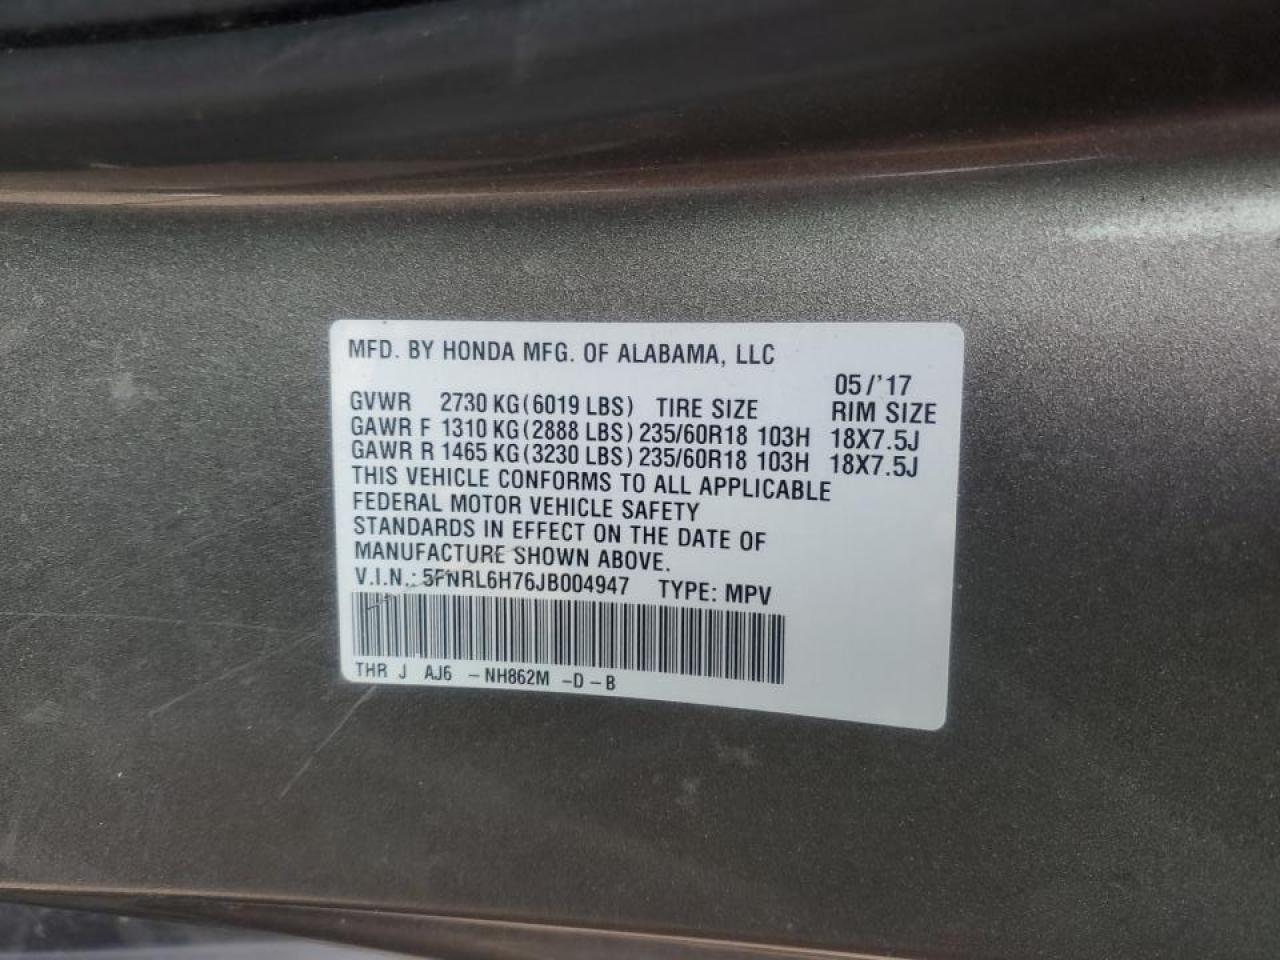 MFD. BY HONDA MFG. OF ALABAMA, LLC
05/'17
GVWR 2730 KG (6019 LBS) TIRE SIZE RIM SIZE
GAWR F 1310 KG (2888 LBS) 235/60R18 103H 18X7.5J
GAWR R 1465 KG (3230 LBS) 235/60R18 103H 18X7.5J
THIS VEHICLE CONFORMS TO ALL APPLICABLE
FEDERAL MOTOR VEHICLE SAFETY
STANDARDS IN EFFECT ON THE DATE OF
MANUFACTURE SHOWN ABOVE.
V.I.N.: 5FNRL6H76JB004947 TYPE: MPV
THR J AJ6 -NH862M -D-B